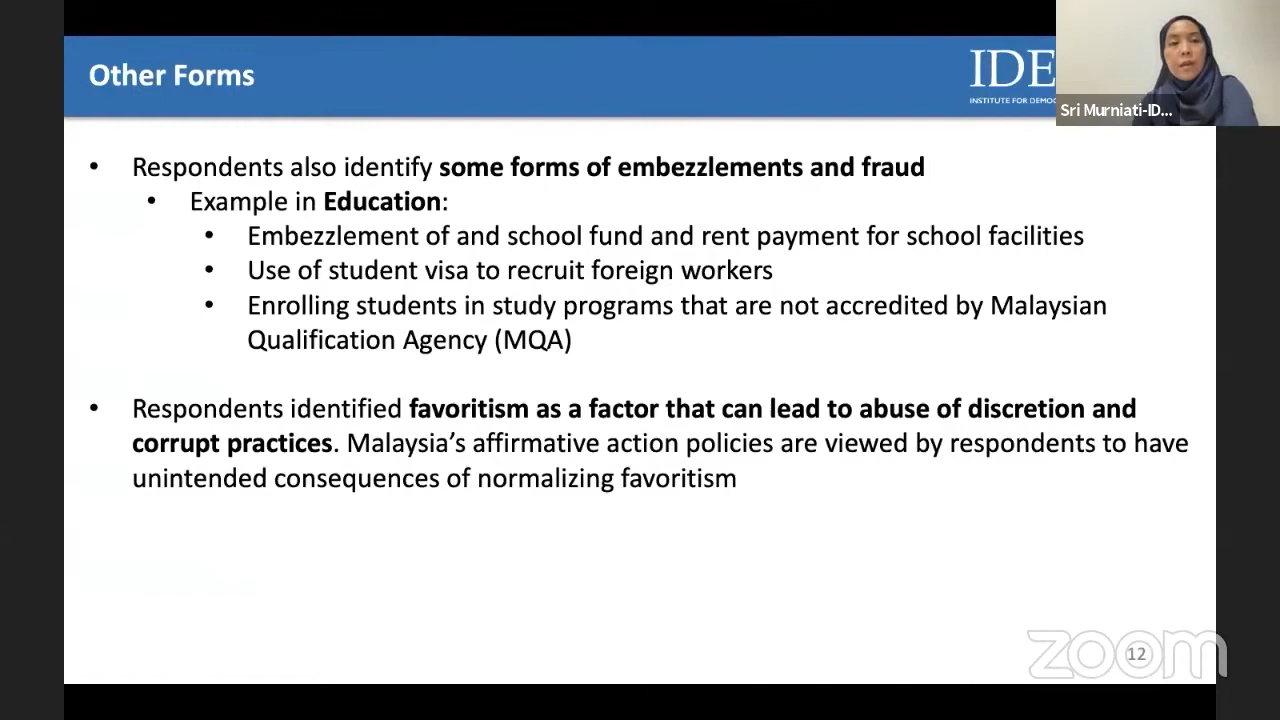 Other Forms
IDE
INSTITUTE FOR DEMOC
Sri Murniati-ID...
• Respondents also identify some forms of embezzlements and fraud
• Example in Education:
• Embezzlement of and school fund and rent payment for school facilities
• Use of student visa to recruit foreign workers
• Enrolling students in study programs that are not accredited by Malaysian
Qualification Agency (MQA)
• Respondents identified favoritism as a factor that can lead to abuse of discretion and
corrupt practices. Malaysia’s affirmative action policies are viewed by respondents to have
unintended consequences of normalizing favoritism
zoom
12